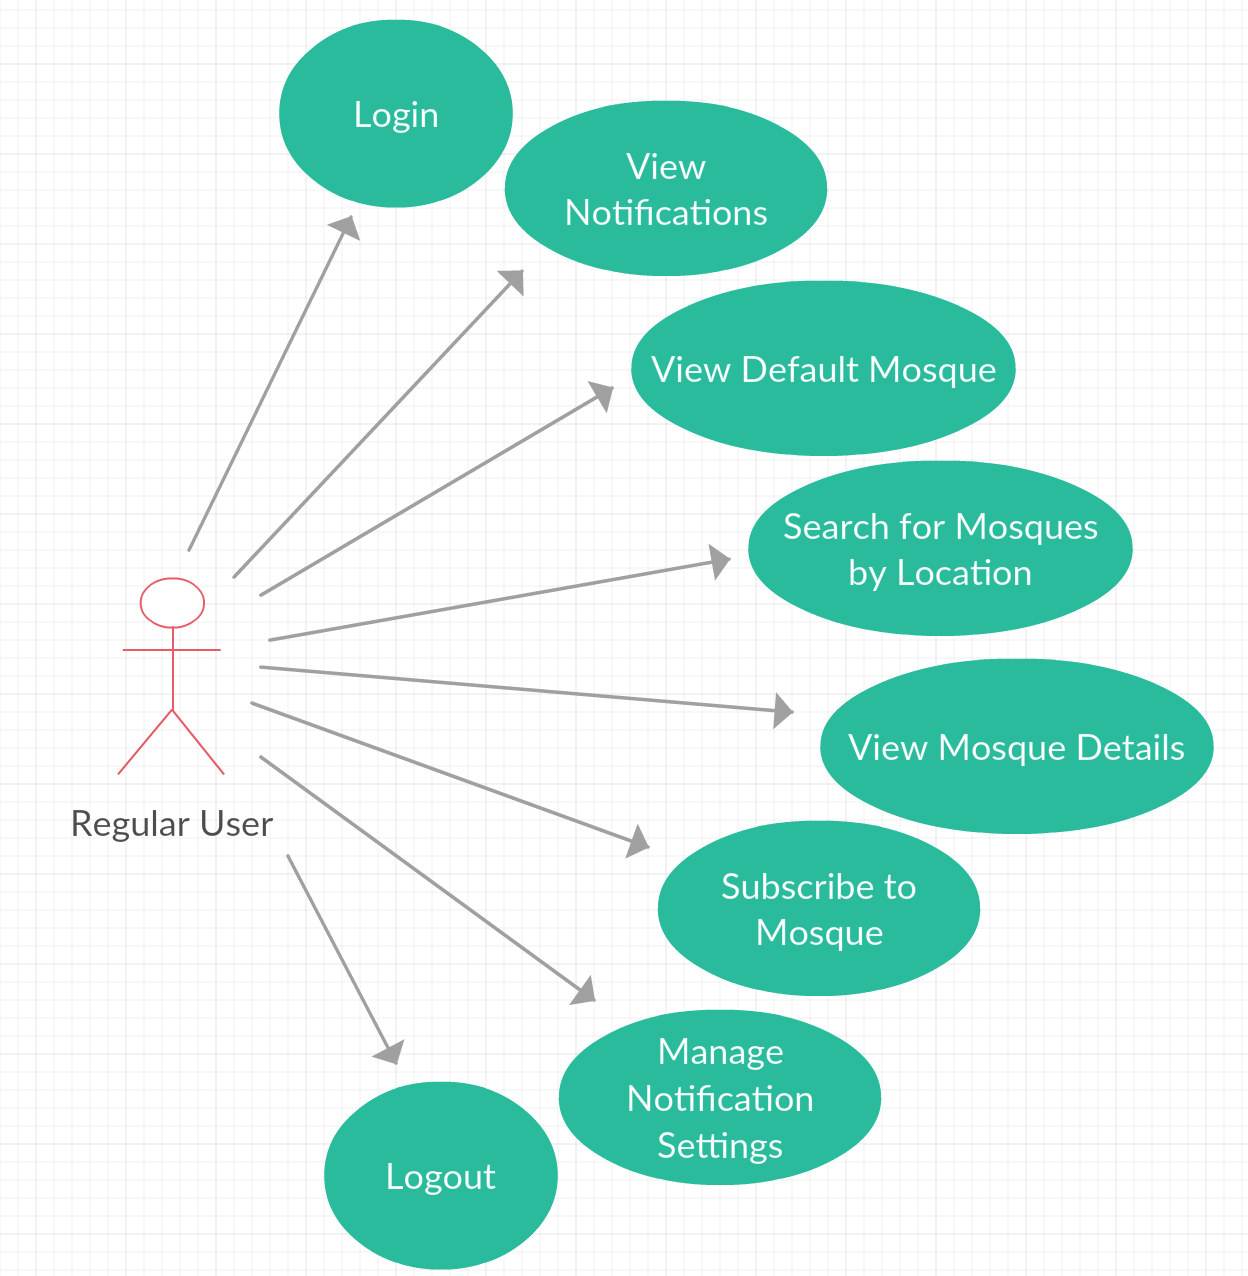 Login
View
Notifications
View Default Mosque
Search for Mosques
by Location
View Mosque Details
Regular User
Subscribe to
Mosque
Manage
Notification
Settings
Logout